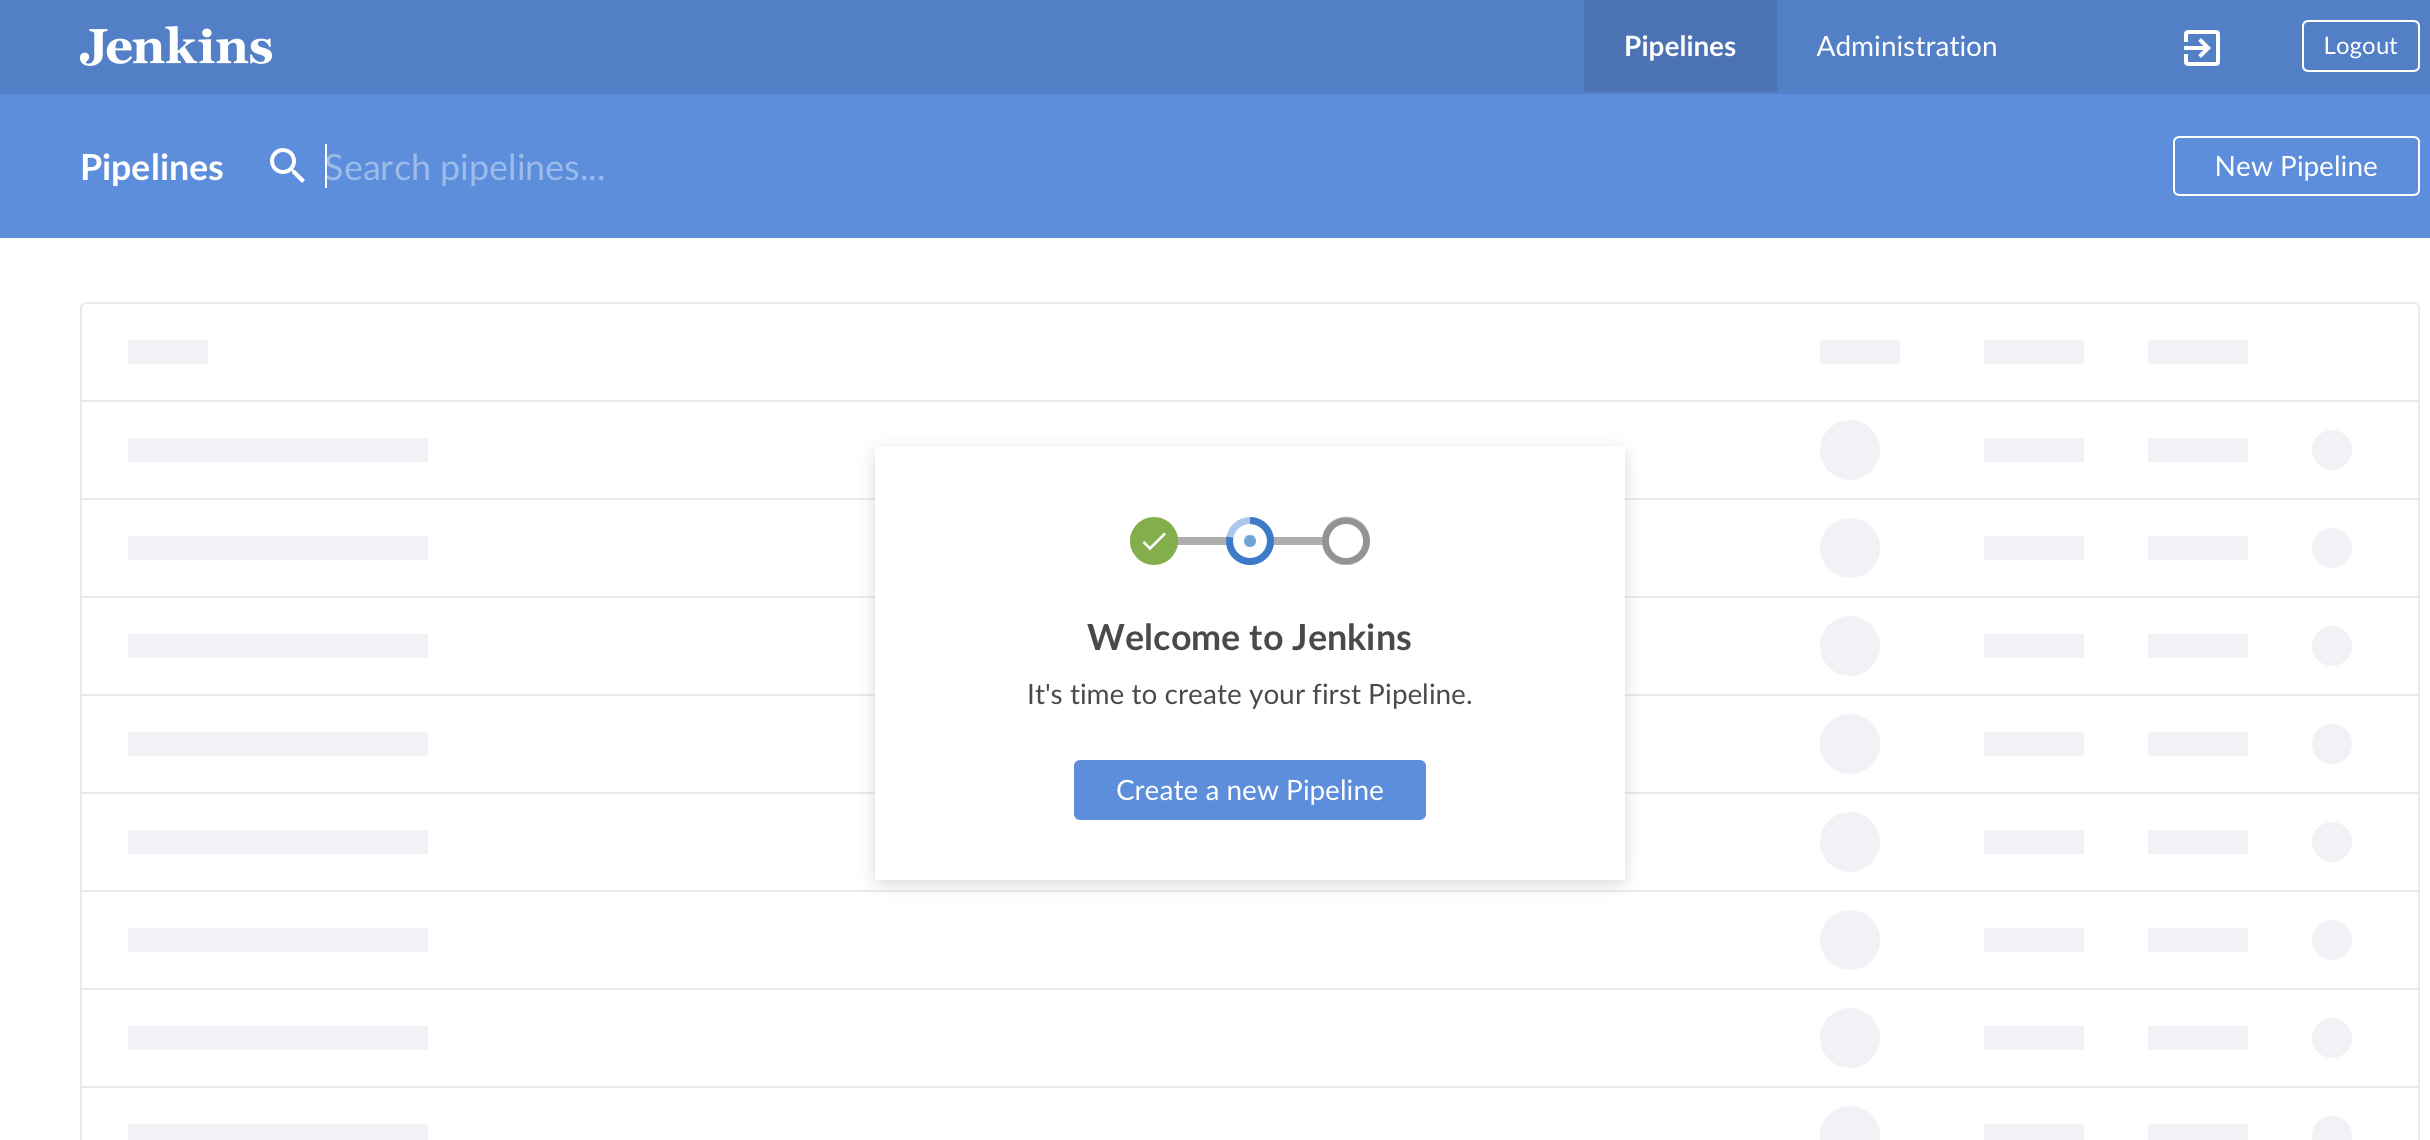 Jenkins
Pipelines
Administration
Logout
Pipelines
Search pipelines...
New Pipeline
Welcome to Jenkins
It's time to create your first Pipeline.
Create a new Pipeline